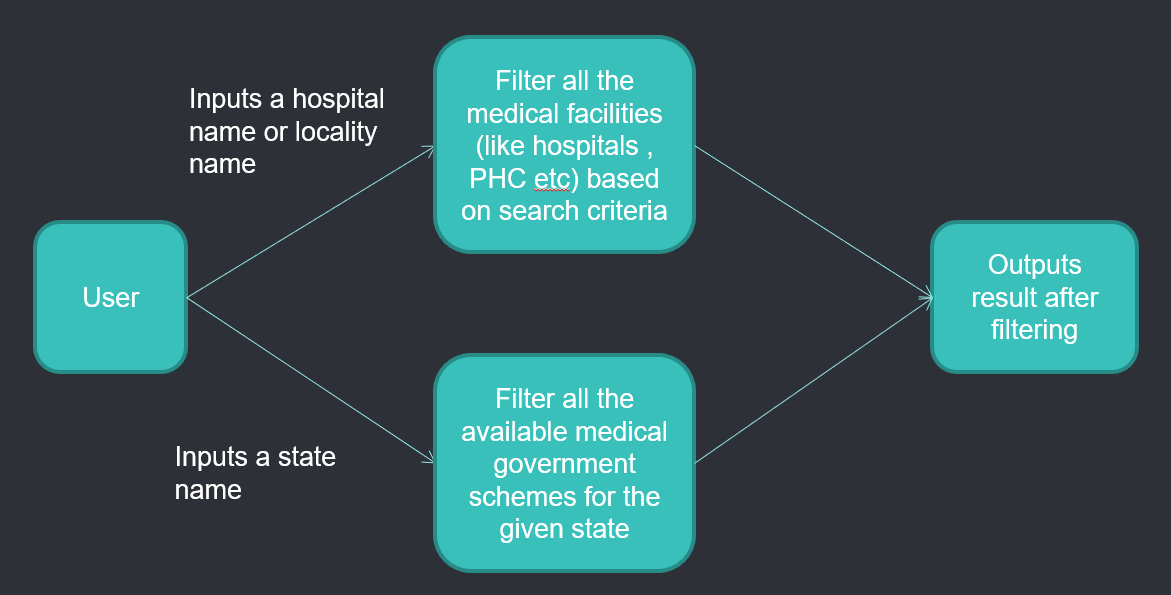 Inputs a hospital
name or locality
name
Filter all the
medical facilities
(like hospitals ,
PHC etc) based
on search criteria
User
Outputs
result after
filtering
Inputs a state
name
Filter all the
available medical
government
schemes for the
given state